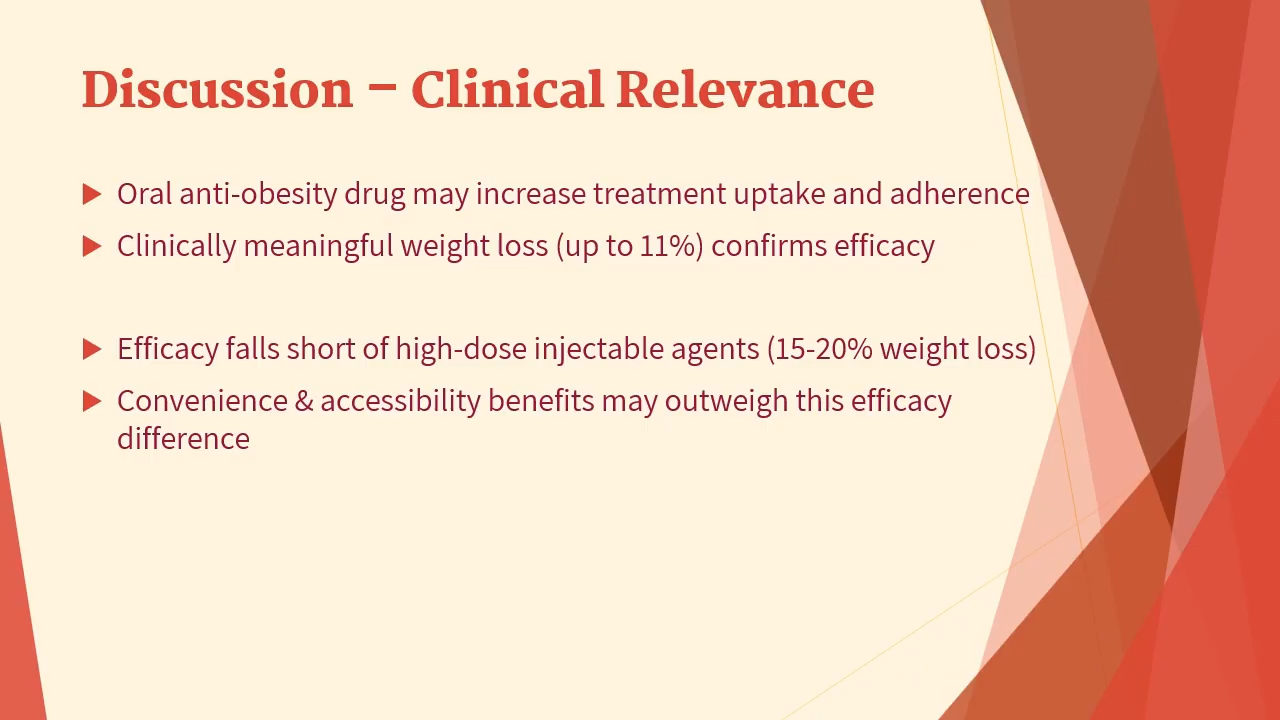 Discussion – Clinical Relevance
Oral anti-obesity drug may increase treatment uptake and adherence
Clinically meaningful weight loss (up to 11%) confirms efficacy
Efficacy falls short of high-dose injectable agents (15-20% weight loss)
Convenience & accessibility benefits may outweigh this efficacy
difference